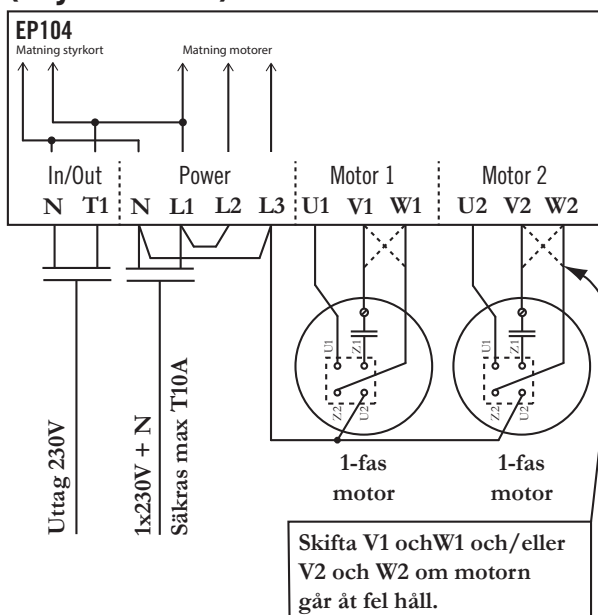 EP104
Matning styrkort
Matning motorer
In/Out
Power
Motor 1
Motor 2
N T1 N L1 L2 L3 U1 V1 W1 U2 V2 W2
U1
Z1
Z2
U2
U1
Z1
Z2
U2
Uttag 230V
1x230V + N
Säkras max T10A
1-fas
motor
1-fas
motor
Skifta V1 ochW1 och/eller
V2 och W2 om motorn
går åt fel håll.